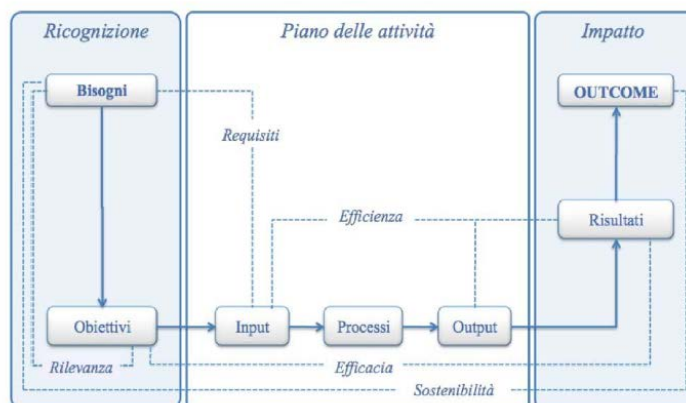 Ricognizione
Piano delle attività
Impatto
Bisogni
OUTCOME
Requisiti
Efficienza
Risultati
Obiettivi
Input
Processi
Output
Rilevanza
Efficacia
Sostenibilità